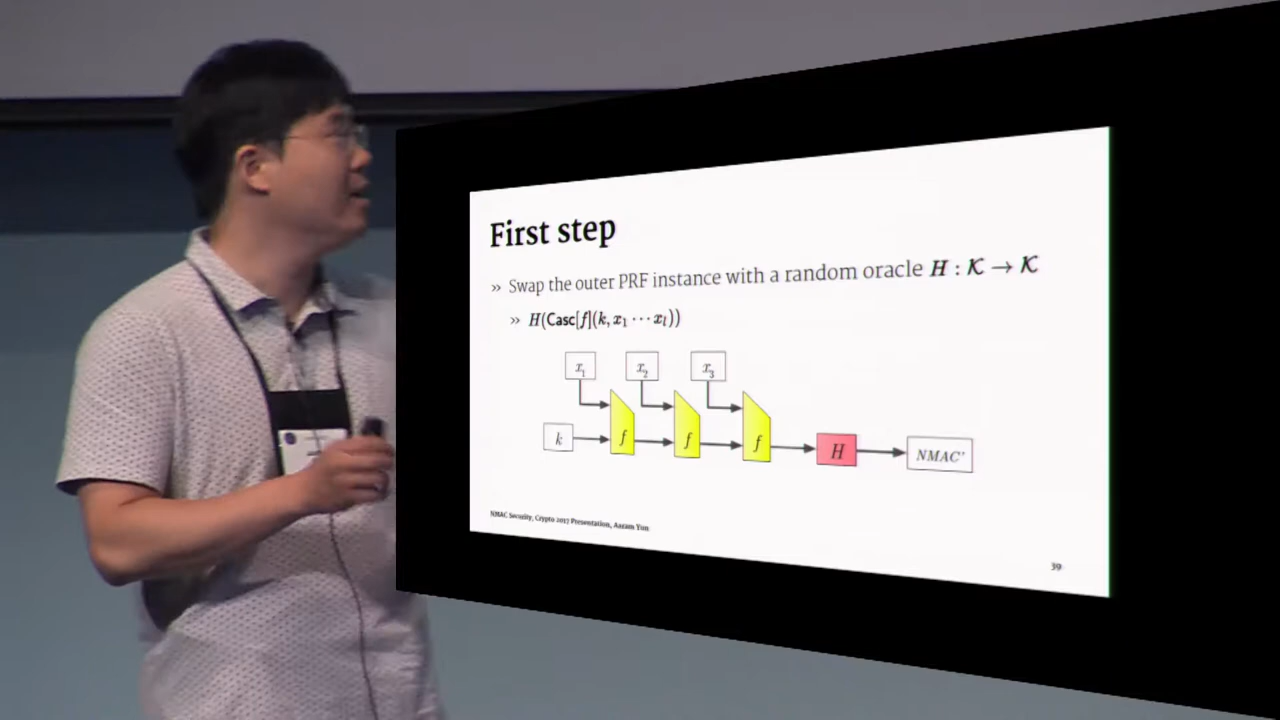 First step
» Swap the outer PRF instance with a random oracle H : K → K
» H(Casc[f](k, x₁ ⋯ xₗ))
x₁ x₂ x₃
k f f f H NMAC'
NMAC Security, Crypto 2017 Presentation, Aaram Yun
39